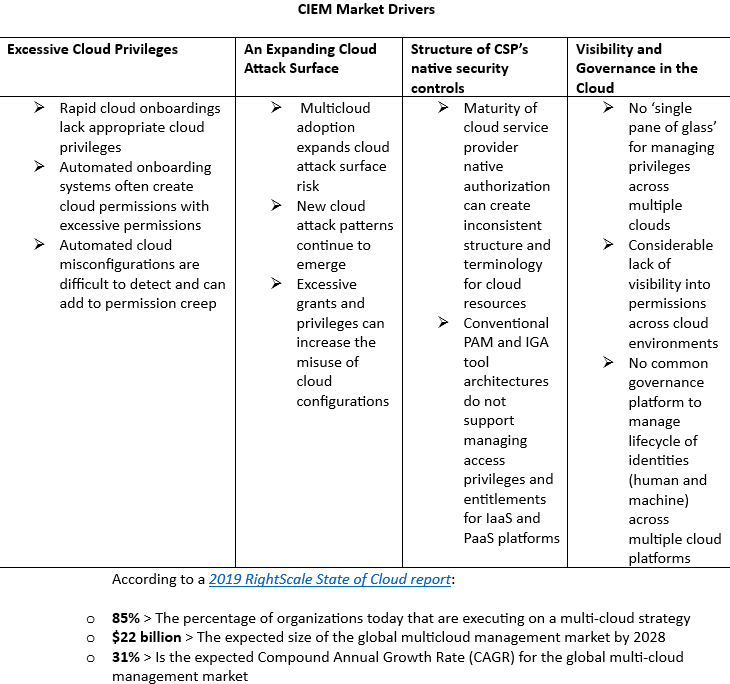 CIEM Market Drivers
Excessive Cloud Privileges
➢ Rapid cloud onboardings
lack appropriate cloud
privileges
➢ Automated onboarding
systems often create
cloud permissions with
excessive permissions
➢ Automated cloud
misconfigurations are
difficult to detect and can
add to permission creep
An Expanding Cloud
Attack Surface
➢ Multicloud
adoption
expands cloud
attack surface
risk
➢ New cloud
attack patterns
continue to
emerge
➢ Excessive
grants and
privileges can
increase the
misuse of
cloud
configurations
Structure of CSP's
native security
controls
➢ Maturity of
cloud service
provider
native
authorization
can create
inconsistent
structure and
terminology
for cloud
resources
➢ Conventional
PAM and IGA
tool
architectures
do not
support
managing
access
privileges and
entitlements
for IaaS and
PaaS platforms
Visibility and
Governance in the
Cloud
➢ No ‘single
pane of glass’
for managing
privileges
across
multiple
clouds
➢ Considerable
lack of
visibility into
permissions
across cloud
environments
➢ No common
governance
platform to
manage
lifecycle of
identities
(human and
machine)
across
multiple cloud
platforms
According to a 2019 RightScale State of Cloud report:
o 85% > The percentage of organizations today that are executing on a multi-cloud strategy
o $22 billion > The expected size of the global multicloud management market by 2028
o 31% > Is the expected Compound Annual Growth Rate (CAGR) for the global multi-cloud
management market